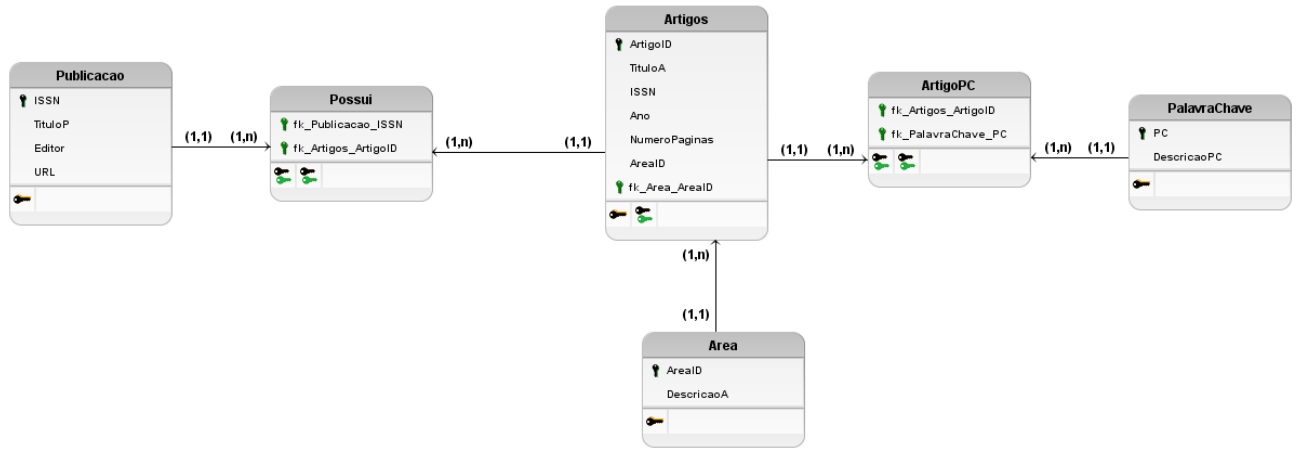 Publicacao
ISSN
TituloP
Editor
URL
(1,1)
(1,n)
Possui
fk_Publicacao_ISSN
fk_Artigos_ArtigoID
(1,n)
(1,1)
Artigos
ArtigoID
TituloA
ISSN
Ano
NumeroPaginas
AreaID
fk_Area_AreaID
(1,1)
(1,n)
ArtigoPC
fk_Artigos_ArtigoID
fk_PalavraChave_PC
(1,n)
(1,1)
PalavraChave
PC
DescricaoPC
(1,n)
(1,1)
Area
AreaID
DescricaoA